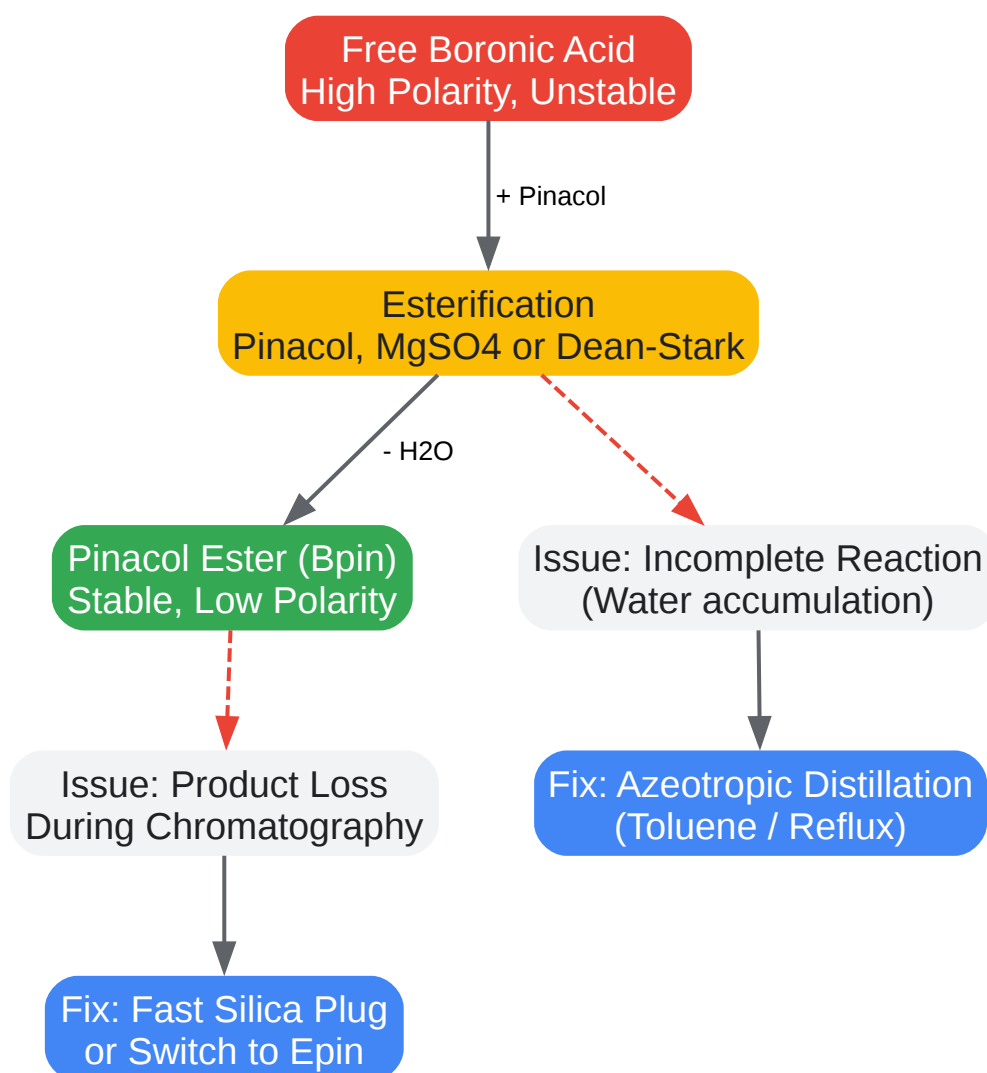 Free Boronic Acid
High Polarity, Unstable
+ Pinacol
Esterification
Pinacol, MgSO4 or Dean-Stark
- H2O
Pinacol Ester (Bpin)
Stable, Low Polarity
Issue: Incomplete Reaction
(Water accumulation)
Issue: Product Loss
During Chromatography
Fix: Azeotropic Distillation
(Toluene / Reflux)
Fix: Fast Silica Plug
or Switch to Epin